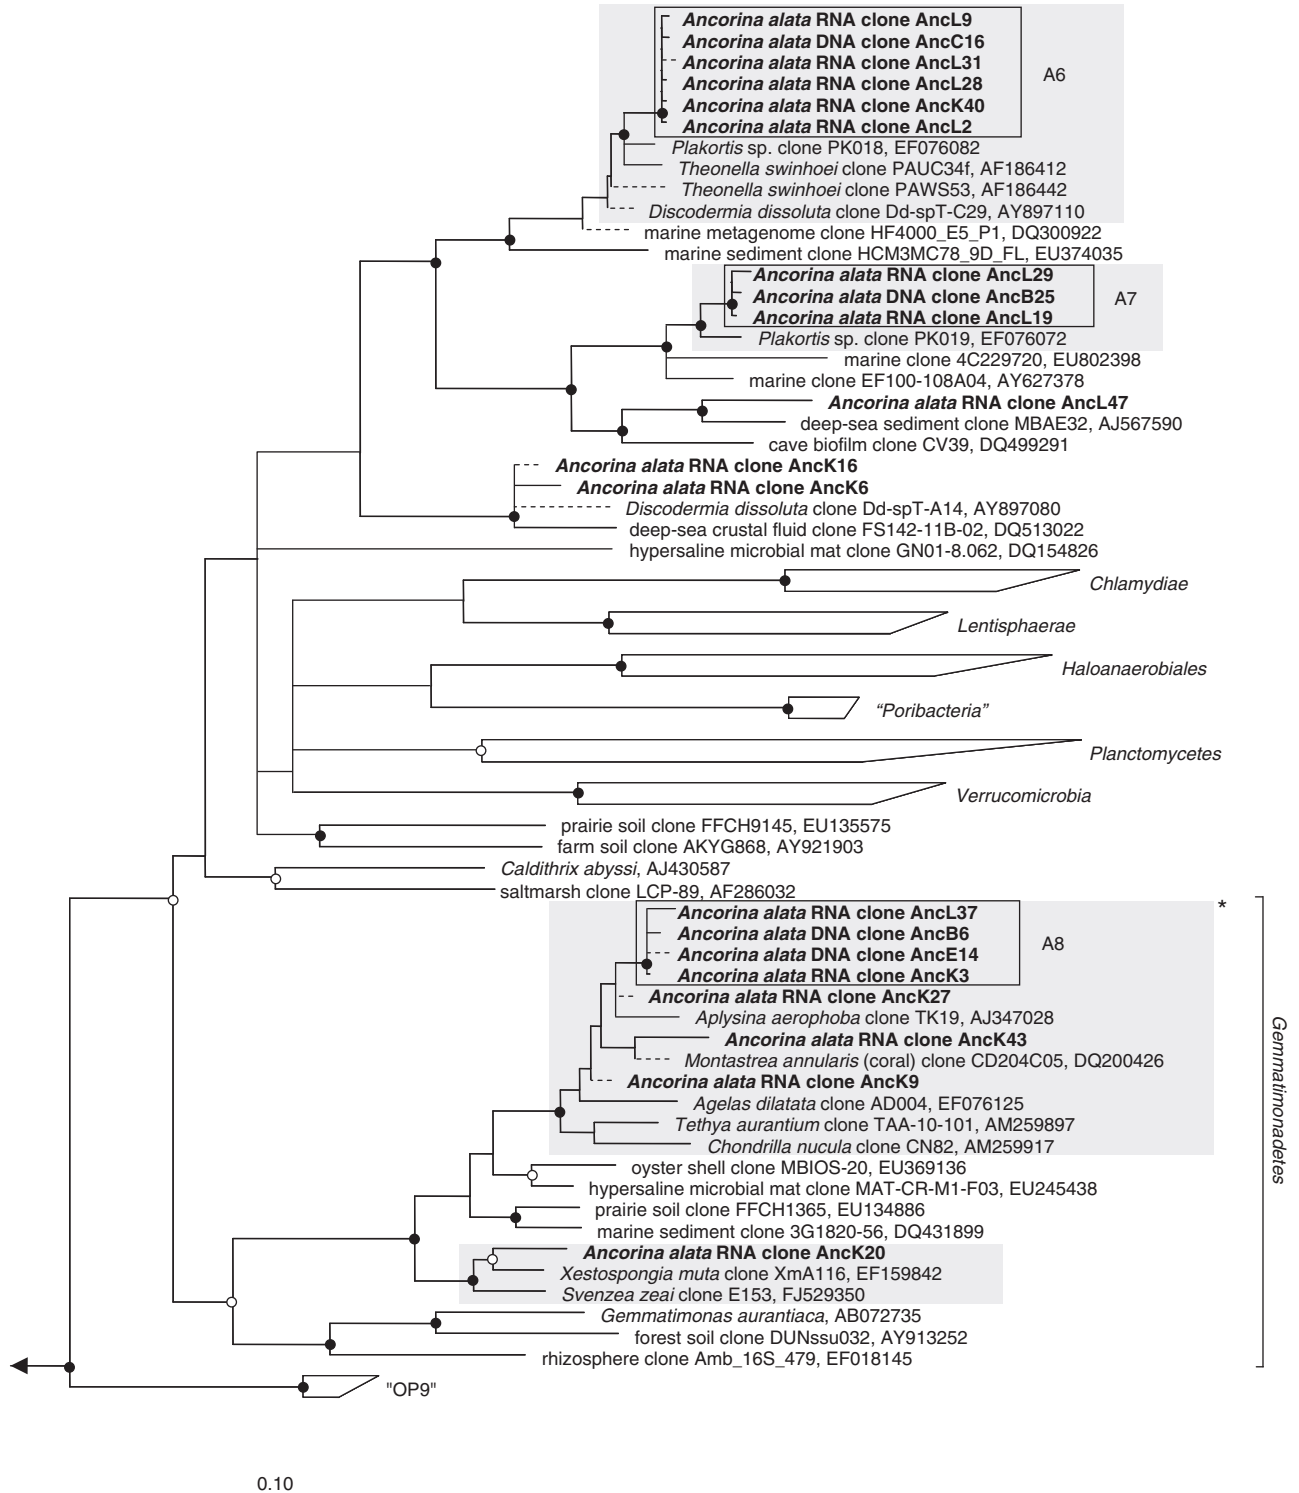 Ancorina alata RNA clone AncL9
Ancorina alata DNA clone AncC16
Ancorina alata RNA clone AncL31
A6
Ancorina alata RNA clone AncL28
Ancorina alata RNA clone AncK40
Ancorina alata RNA clone AncL2
Plakortis sp. clone PK018, EF076082
Theonella swinhoei clone PAUC34f, AF186412
Theonella swinhoei clone PAWS53, AF186442
Discodermia dissoluta clone Dd-spT-C29, AY897110
marine metagenome clone HF4000_E5_P1, DQ300922
marine sediment clone HCM3MC78_9D_FL, EU374035
Ancorina alata RNA clone AncL29
Ancorina alata DNA clone AncB25
A7
Ancorina alata RNA clone AncL19
Plakortis sp. clone PK019, EF076072
marine clone 4C229720, EU802398
marine clone EF100-108A04, AY627378
Ancorina alata RNA clone AncL47
deep-sea sediment clone MBAE32, AJ567590
cave biofilm clone CV39, DQ499291
Ancorina alata RNA clone AncK16
Ancorina alata RNA clone AncK6
Discodermia dissoluta clone Dd-spT-A14, AY897080
deep-sea crustal fluid clone FS142-11B-02, DQ513022
hypersaline microbial mat clone GN01-8.062, DQ154826
Chlamydiae
Lentisphaerae
Haloanaerobiales
“Poribacteria”
Planctomycetes
Verrucomicrobia
prairie soil clone FFCH9145, EU135575
farm soil clone AKYG868, AY921903
Caldithrix abyssi, AJ430587
saltmarsh clone LCP-89, AF286032
*
Ancorina alata RNA clone AncL37
Ancorina alata DNA clone AncB6
A8
Ancorina alata DNA clone AncE14
Ancorina alata RNA clone AncK3
Ancorina alata RNA clone AncK27
Aplysina aerophoba clone TK19, AJ347028
Ancorina alata RNA clone AncK43
Montastrea annularis (coral) clone CD204C05, DQ200426
Ancorina alata RNA clone AncK9
Agelas dilatata clone AD004, EF076125
Tethya aurantium clone TAA-10-101, AM259897
Chondrilla nucula clone CN82, AM259917
Gemmatimonadetes
oyster shell clone MBIOS-20, EU369136
hypersaline microbial mat clone MAT-CR-M1-F03, EU245438
prairie soil clone FFCH1365, EU134886
marine sediment clone 3G1820-56, DQ431899
Ancorina alata RNA clone AncK20
Xestospongia muta clone XmA116, EF159842
Svenzea zeai clone E153, FJ529350
Gemmatimonas aurantiaca, AB072735
forest soil clone DUNssu032, AY913252
rhizosphere clone Amb_16S_479, EF018145
"OP9"
0.10